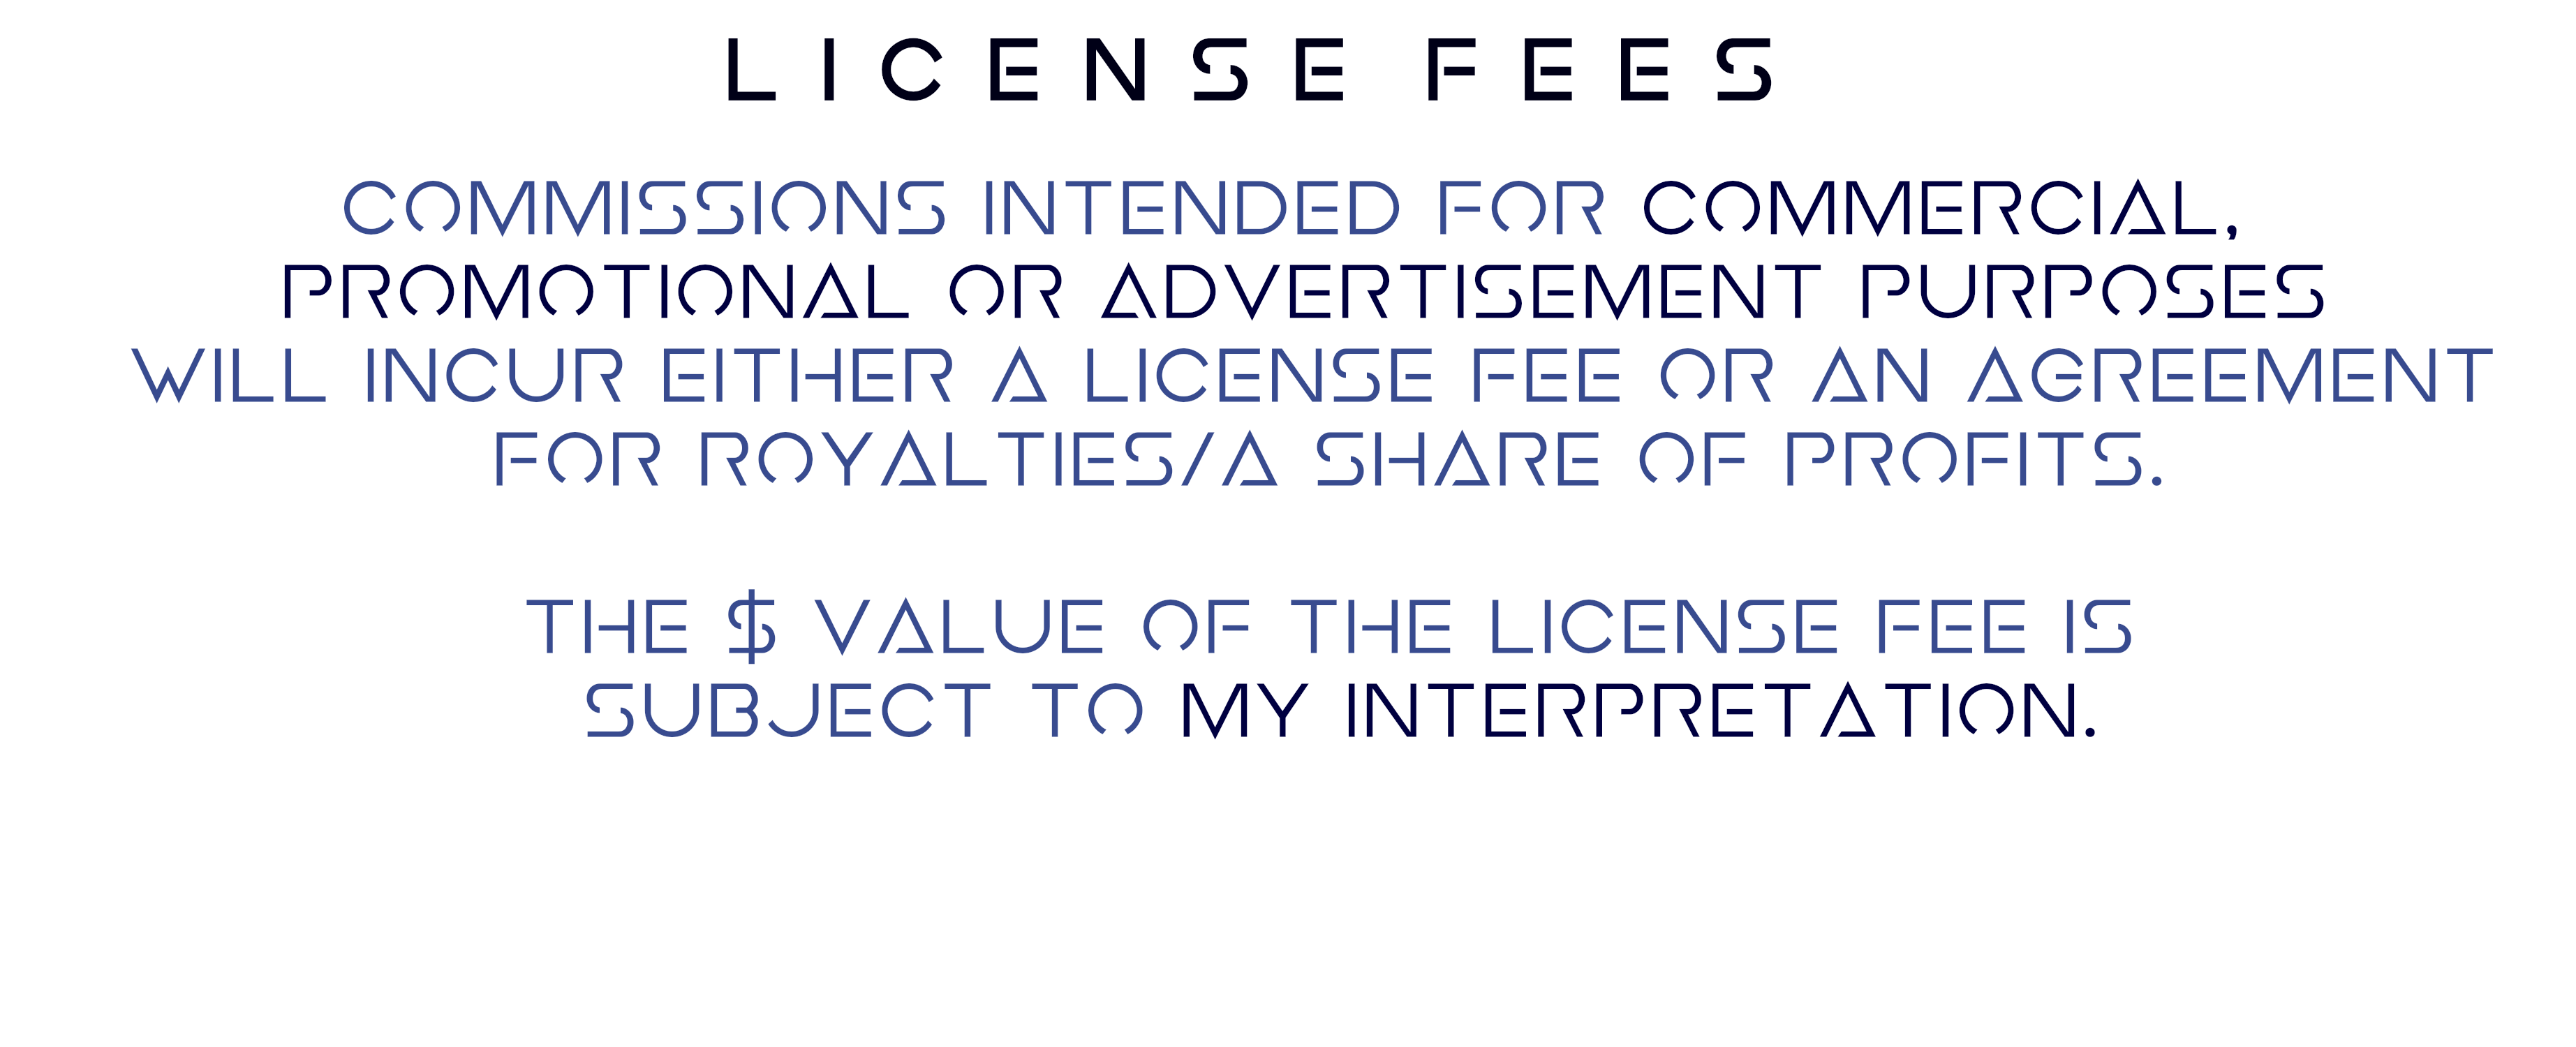 LICENSE FEES
COMMISSIONS INTENDED FOR COMMERCIAL,
PROMOTIONAL OR ADVERTISEMENT PURPOSES
WILL INCUR EITHER A LICENSE FEE OR AN AGREEMENT
FOR ROYALTIES/A SHARE OF PROFITS.
THE $ VALUE OF THE LICENSE FEE IS
SUBJECT TO MY INTERPRETATION.